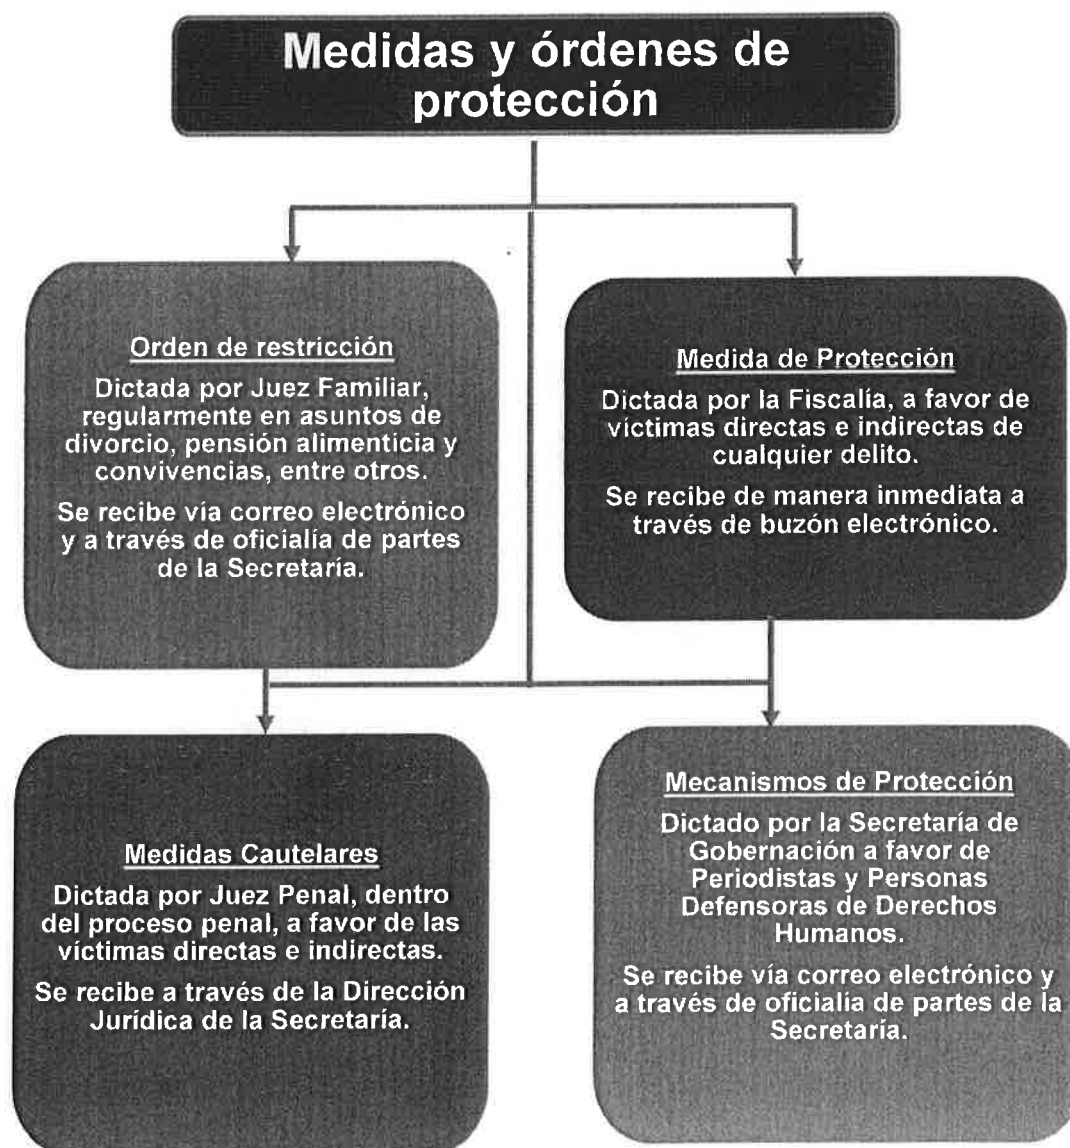 Medidas y órdenes de
protección
Orden de restricción
Dictada por Juez Familiar,
regularmente en asuntos de
divorcio, pensión alimenticia y
convivencias, entre otros.
Se recibe vía correo electrónico
y a través de oficialía de partes
de la Secretaría.
Medida de Protección
Dictada por la Fiscalía, a favor de
víctimas directas e indirectas de
cualquier delito.
Se recibe de manera inmediata a
través de buzón electrónico.
Medidas Cautelares
Dictada por Juez Penal, dentro
del proceso penal, a favor de las
víctimas directas e indirectas.
Se recibe a través de la Dirección
Jurídica de la Secretaría.
Mecanismos de Protección
Dictado por la Secretaría de
Gobernación a favor de
Periodistas y Personas
Defensoras de Derechos
Humanos.
Se recibe vía correo electrónico y
a través de oficialía de partes de la
Secretaría.